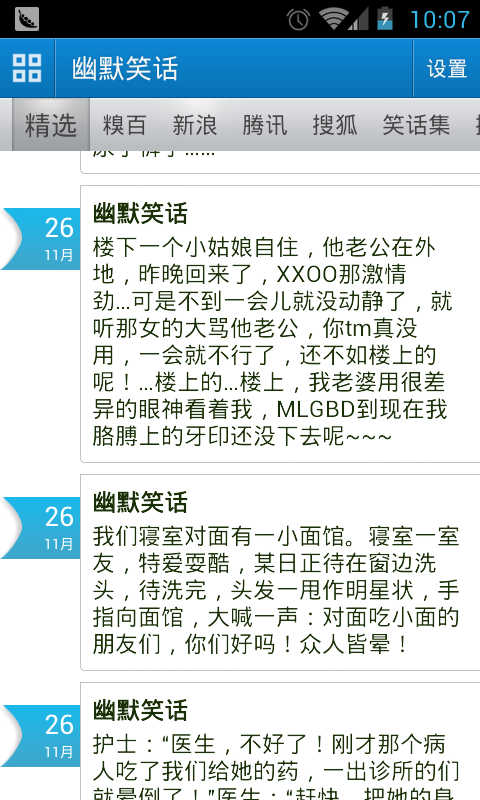 10:07
幽默笑话
设置
精选 糗百 新浪 腾讯 搜狐 笑话集
26
11月
幽默笑话
楼下一个小姑娘自住，他老公在外
地，昨晚回来了，XXOO那激情
劲...可是不到一会儿就没动静了，就
听那女的大骂他老公，你tm真没
用，一会就不行了，还不如楼上的
呢！...楼上的...楼上，我老婆用很差
异的眼神看着我，MLGBD到现在我
胳膊上的牙印还没下去呢~~~
26
11月
幽默笑话
我们寝室对面有一小面馆。寝室一室
友，特爱耍酷，某日正待在窗边洗
头，待洗完，头发一甩作明星状，手
指向面馆，大喊一声：对面吃小面的
朋友们，你们好吗！众人皆晕！
26
11月
幽默笑话
护士：“医生，不好了！刚才那个病
人吃了我们给她的药，一出诊所的们
就晕倒了！”医生：“赶快，把她的身